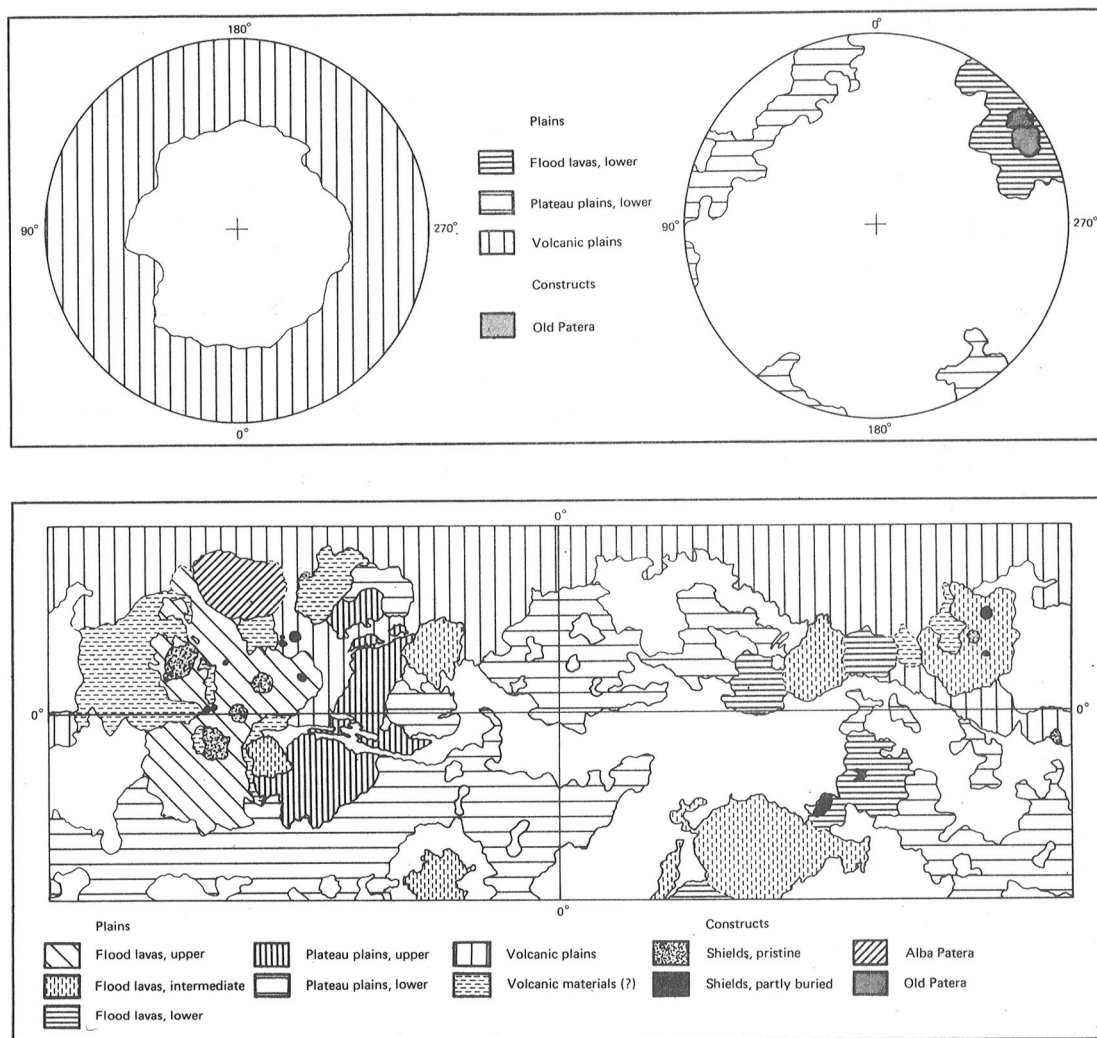 180°
90°
270°
0°
Plains
Flood lavas, lower
Plateau plains, lower
Volcanic plains
Constructs
Old Patera
0°
90°
270°
180°
0°
0°
0°
0°
Plains
Flood lavas, upper
Flood lavas, intermediate
Flood lavas, lower
Plateau plains, upper
Plateau plains, lower
Volcanic plains
Volcanic materials (?)
Constructs
Shields, pristine
Shields, partly buried
Alba Patera
Old Patera